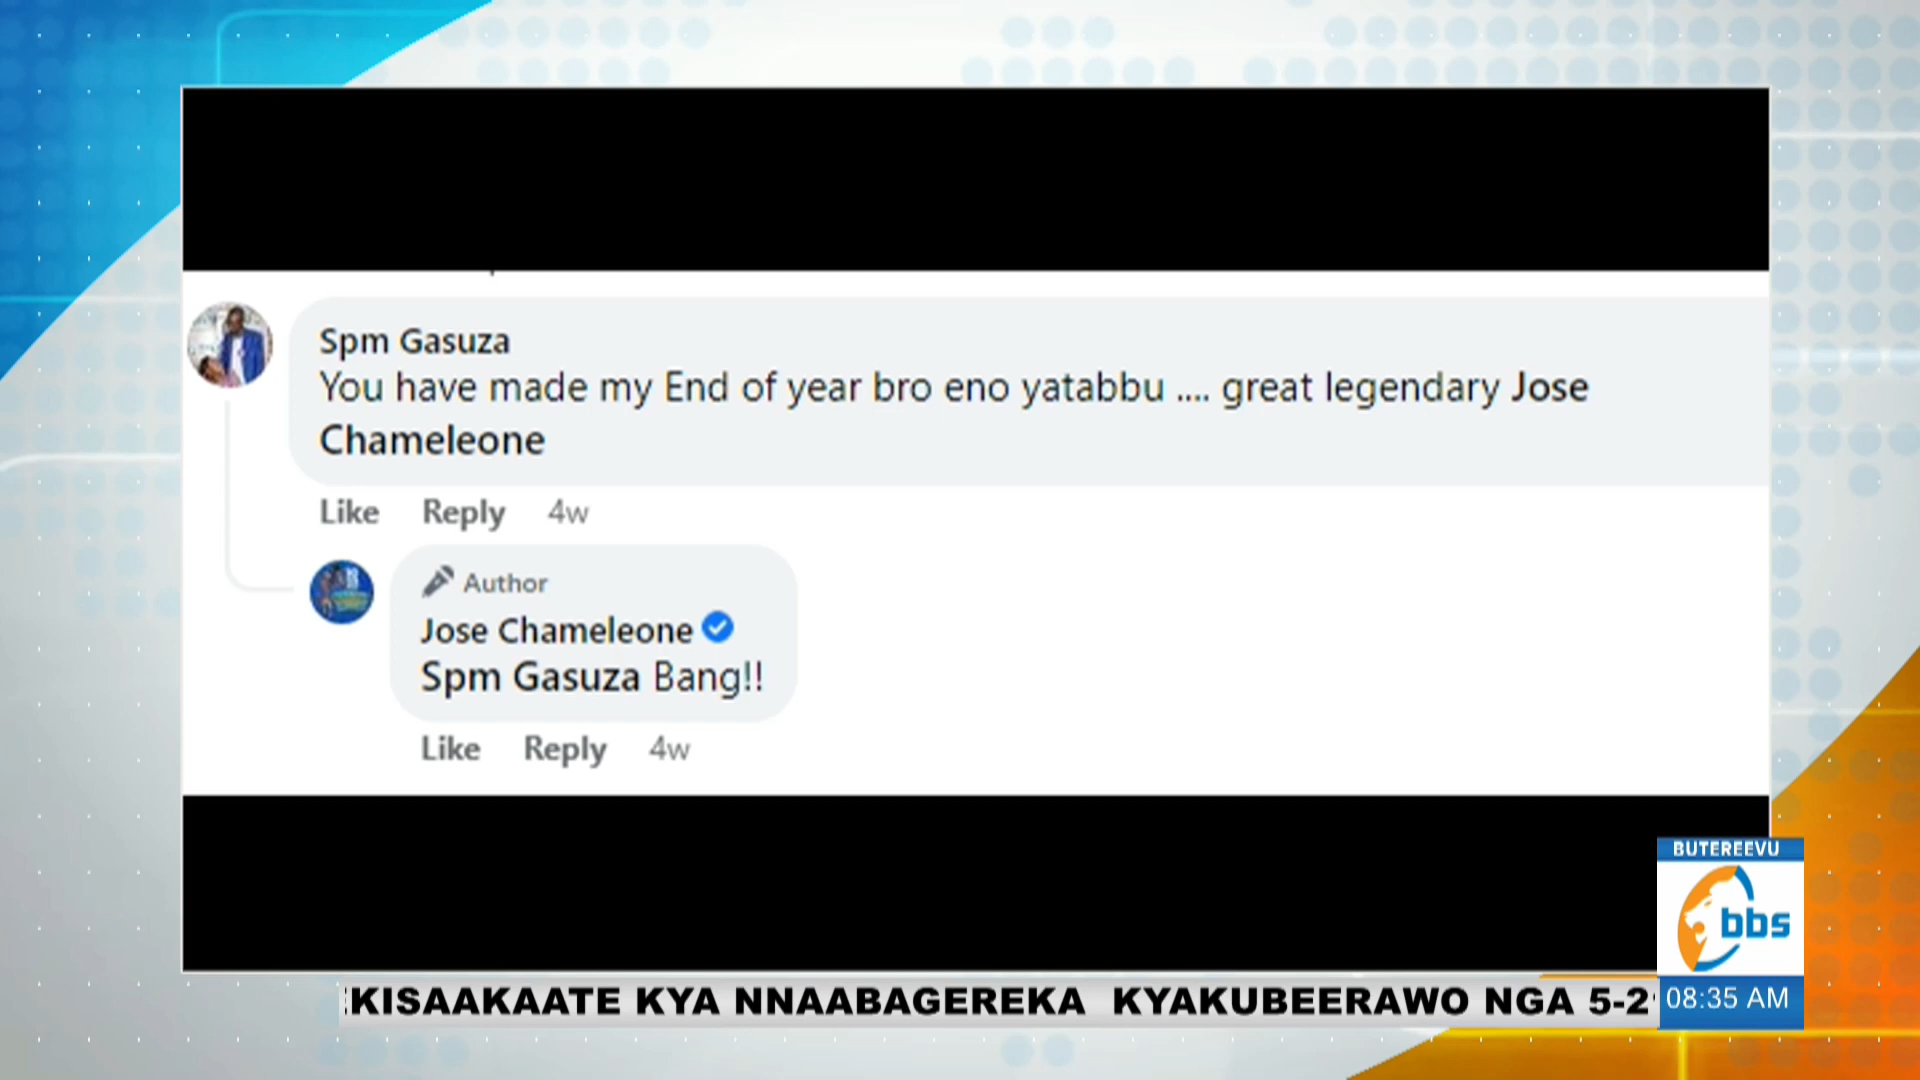 Spm Gasuza
You have made my End of year bro eno yatabbu .... great legendary Jose
Chameleone
Like Reply 4w
Author
Jose Chameleone
Spm Gasuza Bang!!
Like Reply 4w
BUTEREEVU
bbs
KISAAKAATE KYA NNAABAGEREKA KYAKUBEERAWO NGA 5-2
08:35 AM